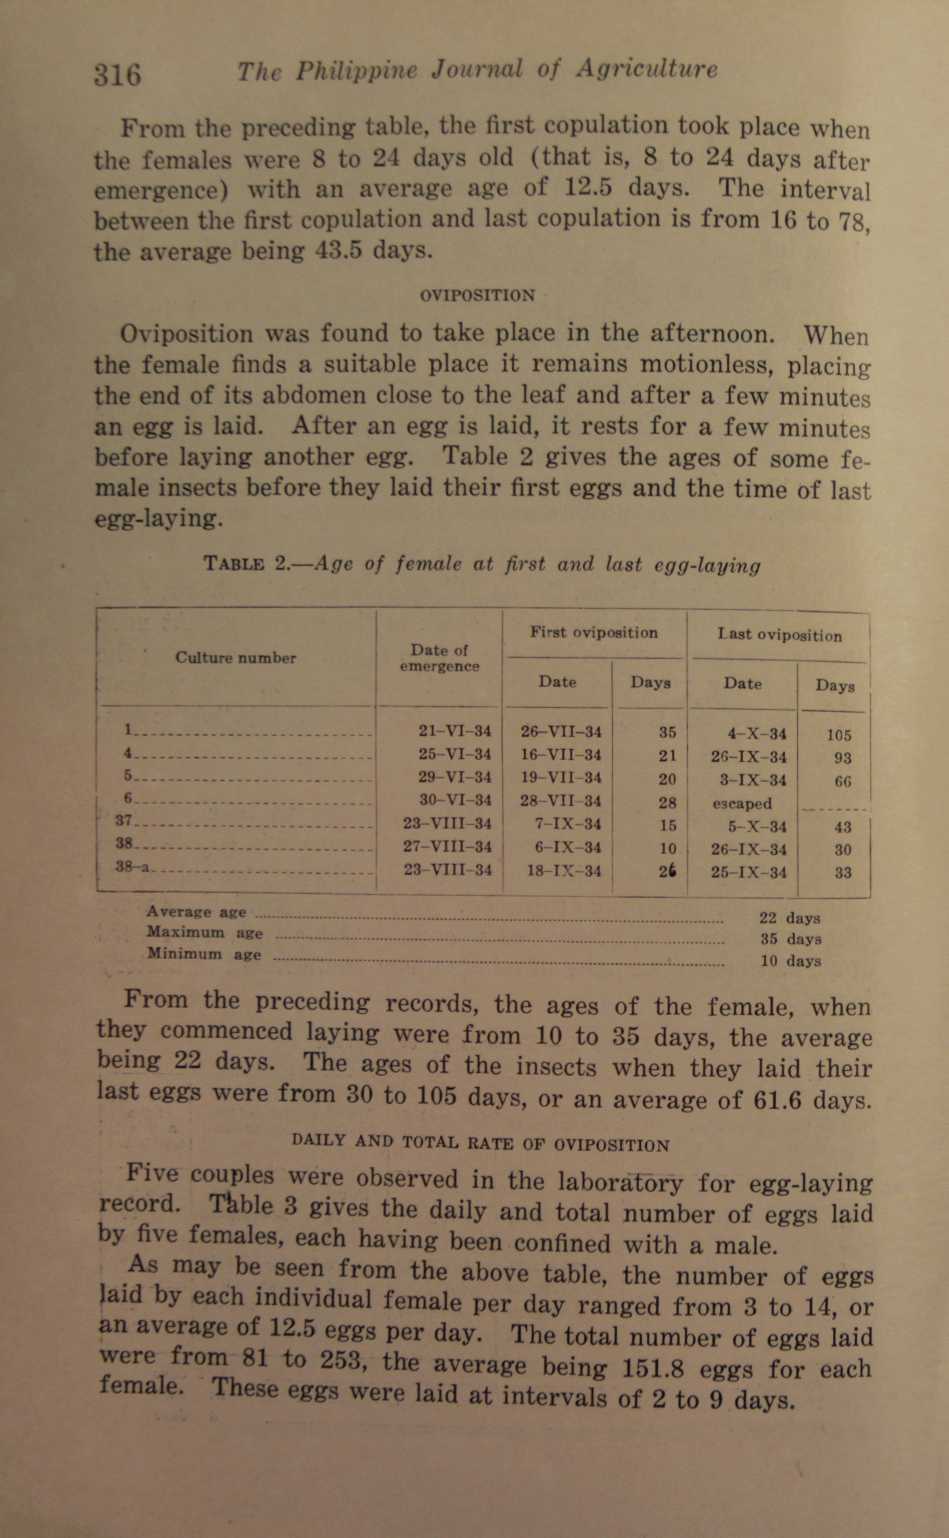 316 The Philippine Journal of Agriculture
From the preceding table, the first copulation took place when
the females were 8 to 24 days old (that is, 8 to 24 days after
emergence) with an average age of 12.5 days. The interval
between the first copulation and last copulation is from 16 to 78,
the average being 43.5 days.
OVIPOSITION
Oviposition was found to take place in the afternoon. When
the female finds a suitable place it remains motionless, placing
the end of its abdomen close to the leaf and after a few minutes
an egg is laid. After an egg is laid, it rests for a few minutes
before laying another egg. Table 2 gives the ages of some fe-
male insects before they laid their first eggs and the time of last
egg-laying.
TABLE 2.—Age of female at first and last egg-laying
Culture number Date of emergence First oviposition Last oviposition
Date Days Date Days
1 21-VI-34 26-VII-34 35 4-X-34 105
4 25-VI-34 16-VII-34 21 26-IX-34 93
5 29-VI-34 19-VII-34 20 3-IX-34 66
6 30-VI-34 28-VII-34 28 escaped
37 23-VIII-34 7-IX-34 15 5-X-34 43
38 27-VIII-34 6-IX-34 10 26-IX-34 30
38-a 23-VIII-34 18-IX-34 26 25-IX-34 33
Average age 22 days
Maximum age 35 days
Minimum age 10 days
From the preceding records, the ages of the female, when
they commenced laying were from 10 to 35 days, the average
being 22 days. The ages of the insects when they laid their
last eggs were from 30 to 105 days, or an average of 61.6 days.
DAILY AND TOTAL RATE OF OVIPOSITION
Five couples were observed in the laboratory for egg-laying
record. Table 3 gives the daily and total number of eggs laid
by five females, each having been confined with a male.
As may be seen from the above table, the number of eggs
laid by each individual female per day ranged from 3 to 14, or
an average of 12.5 eggs per day. The total number of eggs laid
were from 81 to 253, the average being 151.8 eggs for each
female. These eggs were laid at intervals of 2 to 9 days.